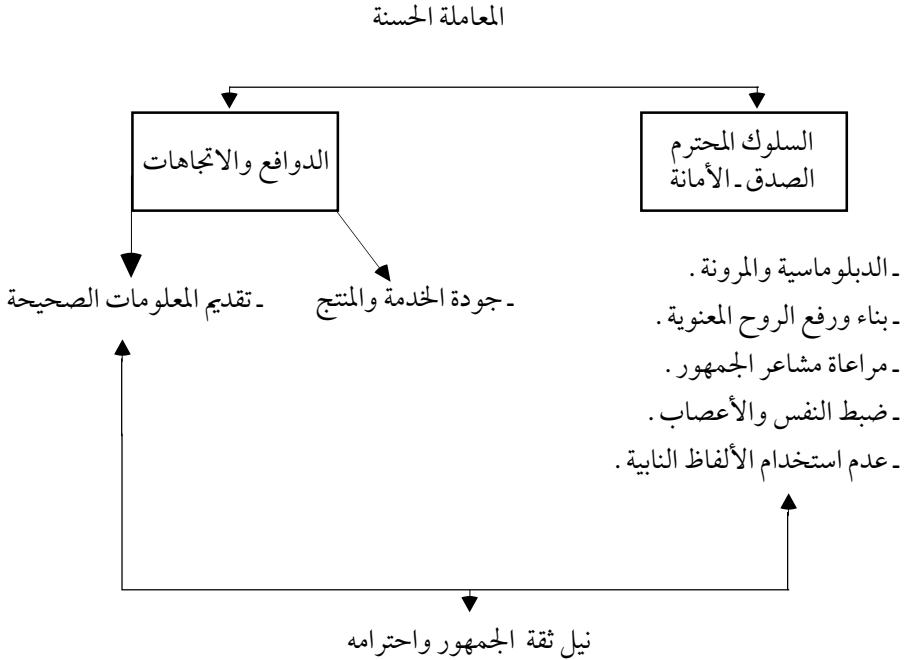 المعاملة الحسنة
السلوك المحترم
الصدق ـ الأمانة
الدوافع والاتجاهات
ـ الدبلوماسية والمرونة .
ـ بناء ورفع الروح المعنوية .
ـ مراعاة مشاعر الجمهور .
ـ ضبط النفس والأعصاب .
ـ عدم استخدام الألفاظ النابية .
ـ جودة الخدمة والمنتج
ـ تقديم المعلومات الصحيحة
نيل ثقة الجمهور واحترامه